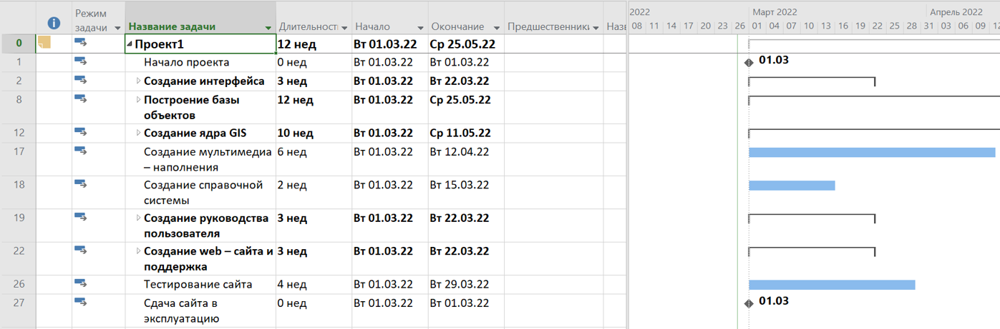 Режим задачи Название задачи Длительност Начало Окончание Предшественники Назв
2022 Март 2022 Апрель 2022
08 11 14 17 20 23 26 01 04 07 10 13 16 19 22 25 28 31 03 06 09 12
0 Проект1 12 нед Вт 01.03.22 Ср 25.05.22
1 Начало проекта 0 нед Вт 01.03.22 Вт 01.03.22 01.03
2 Создание интерфейса 3 нед Вт 01.03.22 Вт 22.03.22
8 Построение базы 12 нед Вт 01.03.22 Ср 25.05.22
объектов
12 Создание ядра GIS 10 нед Вт 01.03.22 Ср 11.05.22
17 Создание мультимедиа 6 нед Вт 01.03.22 Вт 12.04.22
– наполнения
18 Создание справочной 2 нед Вт 01.03.22 Вт 15.03.22
системы
19 Создание руководства 3 нед Вт 01.03.22 Вт 22.03.22
пользователя
22 Создание web – сайта и 3 нед Вт 01.03.22 Вт 22.03.22
поддержка
26 Тестирование сайта 4 нед Вт 01.03.22 Вт 29.03.22
27 Сдача сайта в 0 нед Вт 01.03.22 Вт 01.03.22 01.03
эксплуатацию